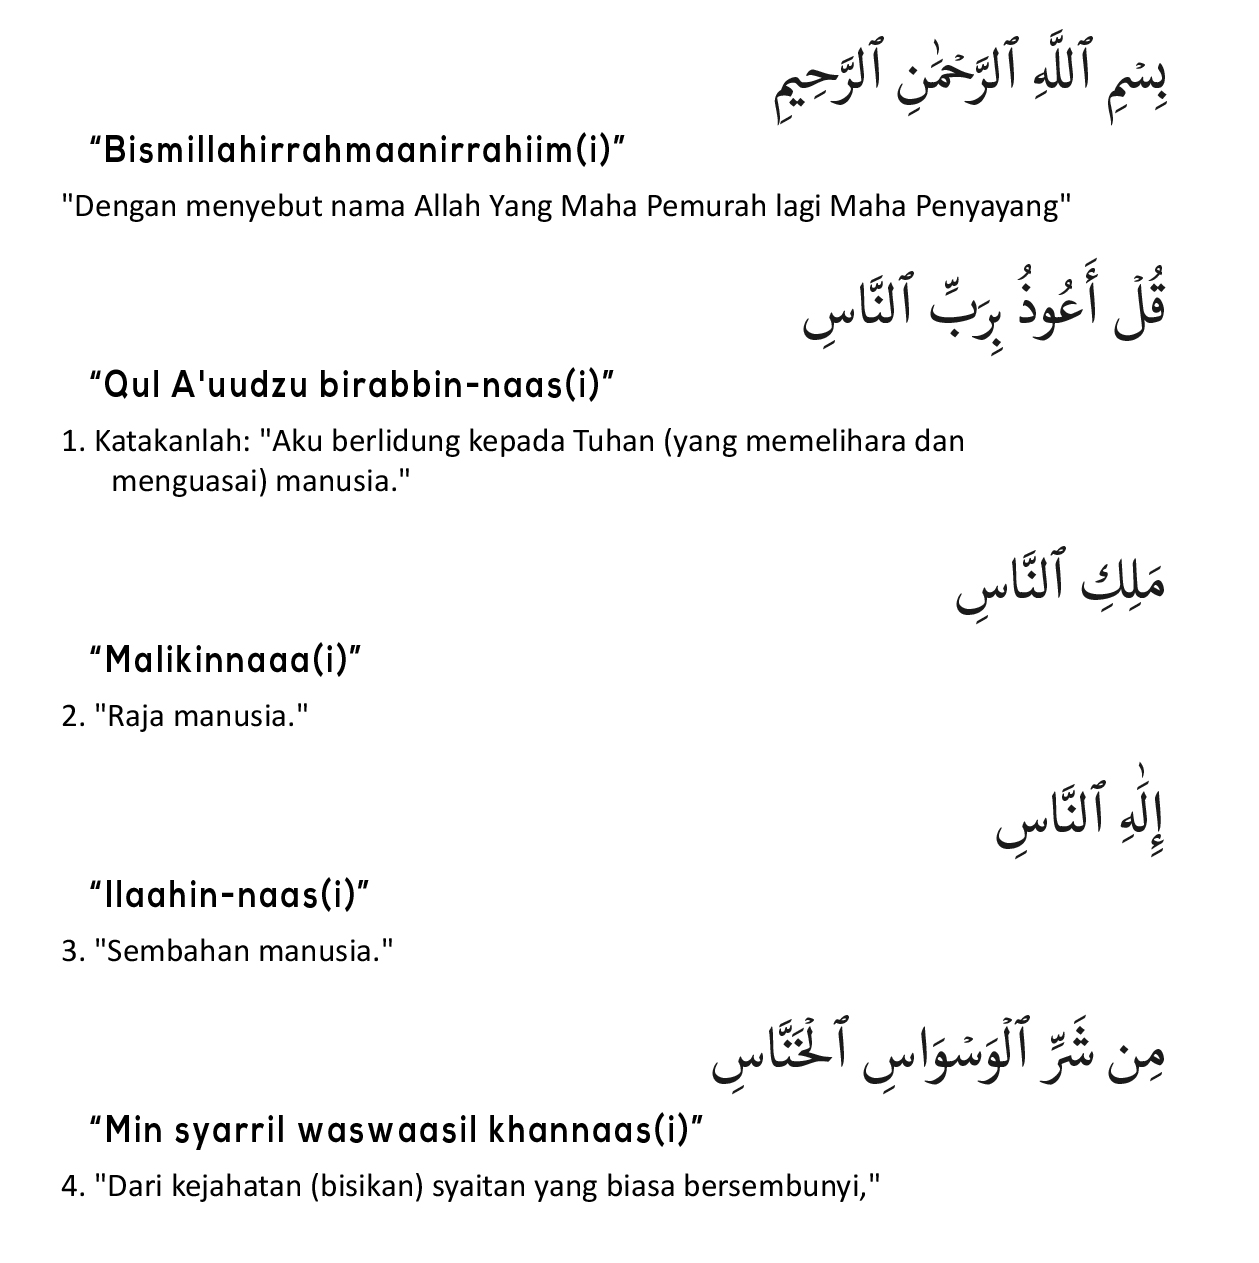 بِسْمِ ٱللَّهِ ٱلرَّحْمَٰنِ ٱلرَّحِيمِ
“Bismillahirrahmaanirrahiim(i)”
"Dengan menyebut nama Allah Yang Maha Pemurah lagi Maha Penyayang"
قُلْ أَعُوذُ بِرَبِّ ٱلنَّاسِ
“Qul A'uudzu birabbin-naas(i)”
1. Katakanlah: "Aku berlidung kepada Tuhan (yang memelihara dan
menguasai) manusia."
مَلِكِ ٱلنَّاسِ
“Malikinnaaa(i)”
2. "Raja manusia."
إِلَٰهِ ٱلنَّاسِ
“Ilaahin-naas(i)”
3. "Sembahan manusia."
مِن شَرِّ ٱلْوَسْوَاسِ ٱلْخَنَّاسِ
“Min syarril waswaasil khannaas(i)”
4. "Dari kejahatan (bisikan) syaitan yang biasa bersembunyi,"